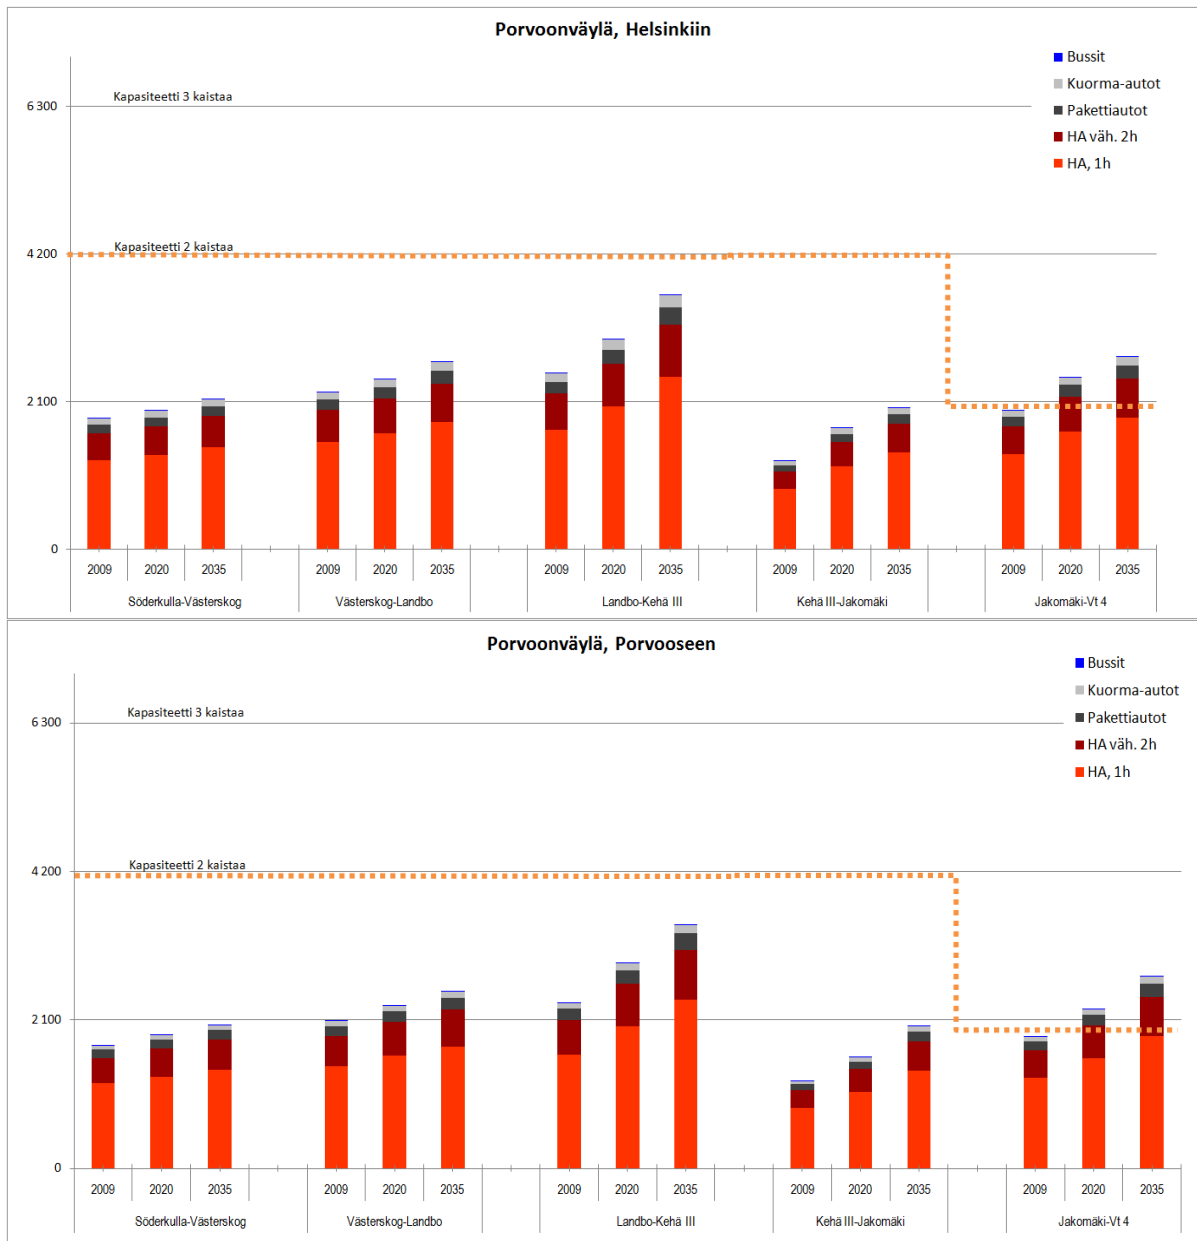 Porvoonväylä, Helsinkiin
Bussit
Kuorma-autot
Pakettiautot
HA väh. 2h
HA, 1h
6 300
Kapasiteetti 3 kaistaa
4 200
Kapasiteetti 2 kaistaa
2 100
0
2009 2020 2035 2009 2020 2035 2009 2020 2035 2009 2020 2035 2009 2020 2035
Söderkulla-Västerskog Västerskog-Landbo Landbo-Kehä III Kehä III-Jakomäki Jakomäki-Vt 4
Porvoonväylä, Porvooseen
Bussit
Kuorma-autot
Pakettiautot
HA väh. 2h
HA, 1h
6 300
Kapasiteetti 3 kaistaa
4 200
Kapasiteetti 2 kaistaa
2 100
0
2009 2020 2035 2009 2020 2035 2009 2020 2035 2009 2020 2035 2009 2020 2035
Söderkulla-Västerskog Västerskog-Landbo Landbo-Kehä III Kehä III-Jakomäki Jakomäki-Vt 4